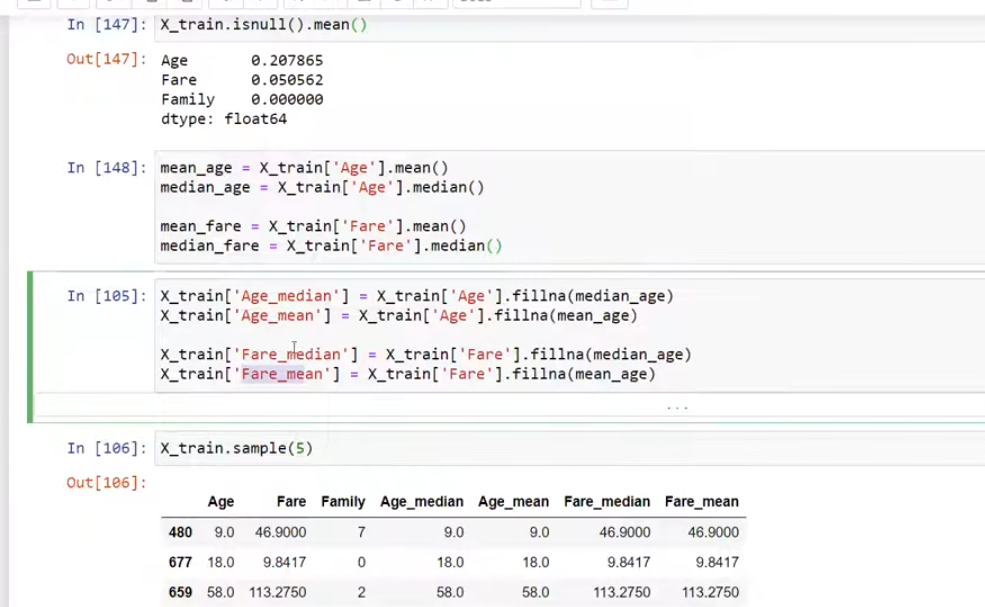 In [147]: X_train.isnull().mean()
Out[147]: Age 0.207865
Fare 0.050562
Family 0.000000
dtype: float64
In [148]: mean_age = X_train['Age'].mean()
median_age = X_train['Age'].median()
mean_fare = X_train['Fare'].mean()
median_fare = X_train['Fare'].median()
In [105]: X_train['Age_median'] = X_train['Age'].fillna(median_age)
X_train['Age_mean'] = X_train['Age'].fillna(mean_age)
X_train['Fare_median'] = X_train['Fare'].fillna(median_age)
X_train['Fare_mean'] = X_train['Fare'].fillna(mean_age)
...
In [106]: X_train.sample(5)
Out[106]:
Age Fare Family Age_median Age_mean Fare_median Fare_mean
480 9.0 46.9000 7 9.0 9.0 46.9000 46.9000
677 18.0 9.8417 0 18.0 18.0 9.8417 9.8417
659 58.0 113.2750 2 58.0 58.0 113.2750 113.2750